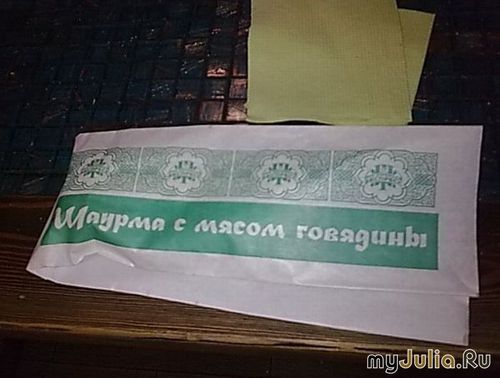 Шаурма с мясом говядины
myJulia.Ru